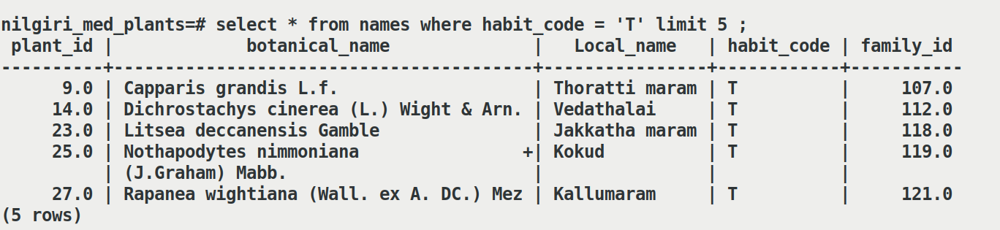 nilgiri_med_plants=# select * from names where habit_code = 'T' limit 5 ;
 plant_id |             botanical_name              |   Local_name   | habit_code | family_id
----------+-----------------------------------------+----------------+------------+-----------
      9.0 | Capparis grandis L.f.                   | Thoratti maram | T          |     107.0
     14.0 | Dichrostachys cinerea (L.) Wight & Arn. | Vedathalai     | T          |     112.0
     23.0 | Litsea deccanensis Gamble               | Jakkatha maram | T          |     118.0
     25.0 | Nothapodytes nimmoniana                +| Kokud          | T          |     119.0
          | (J.Graham) Mabb.                        |                |            |
     27.0 | Rapanea wightiana (Wall. ex A. DC.) Mez | Kallumaram     | T          |     121.0
(5 rows)